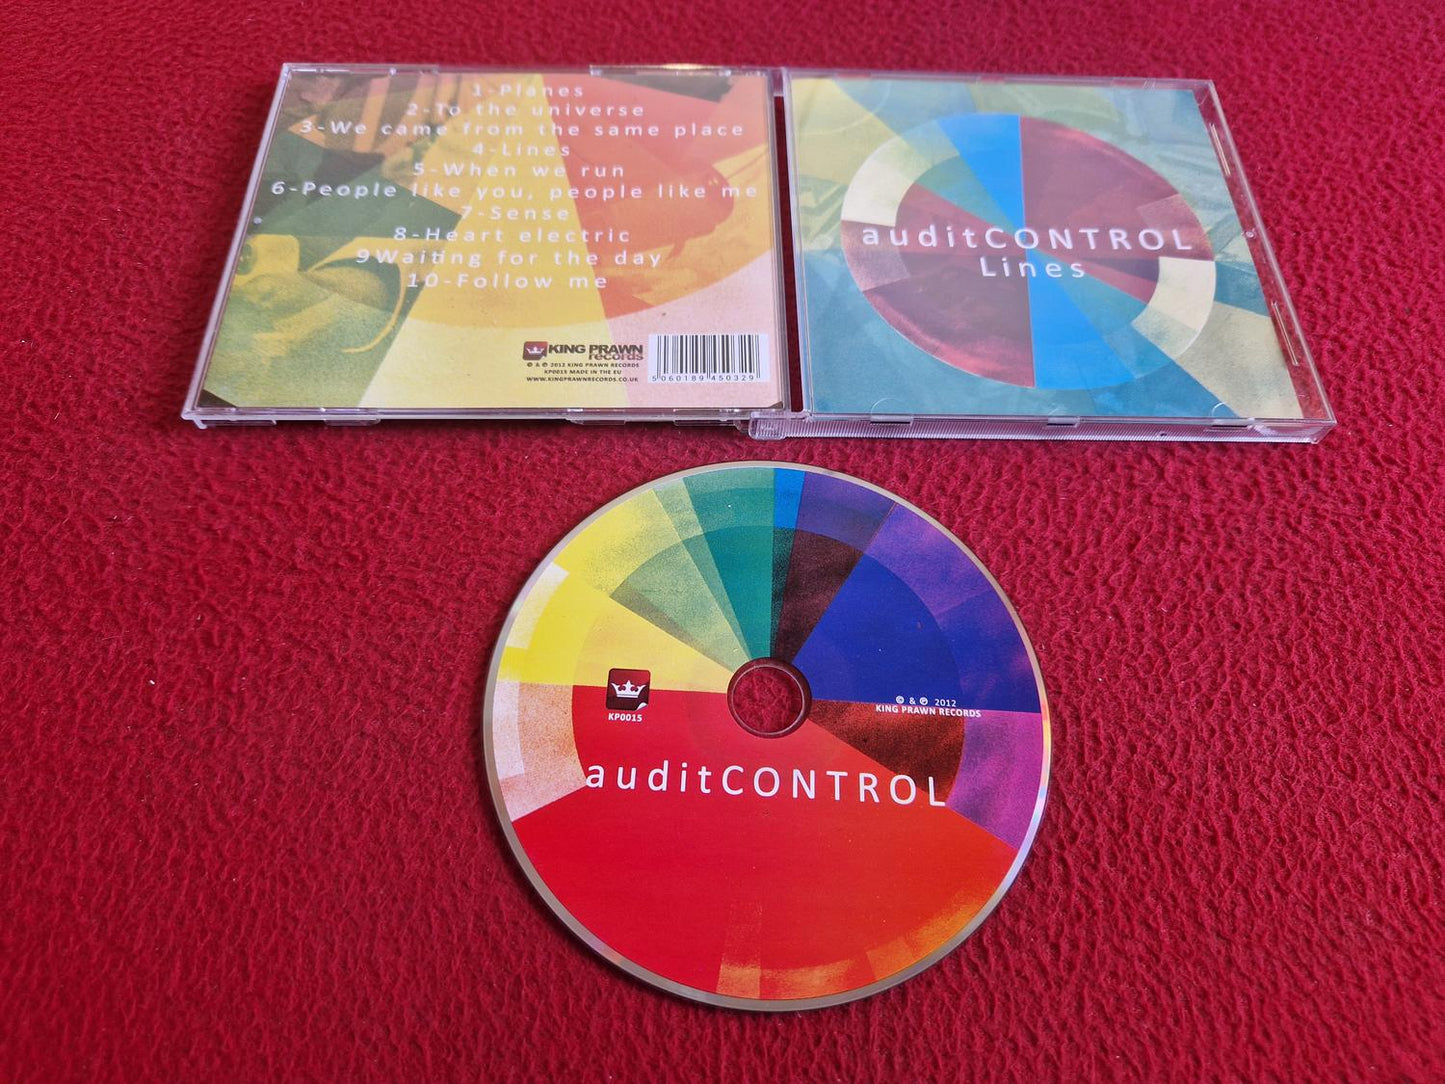 1-Planes
2-To the universe
3-We came from the same place
4-Lines
5-When we run
6-People like you, people like me
7-Sense
8-Heart electric
9Waiting for the day
10-Follow me
KING PRAWN
records
© & ℗ 2012 KING PRAWN RECORDS
KP0015 MADE IN THE EU
WWW.KINGPRAWNRECORDS.CO.UK
5 060189 450329
auditCONTROL
Lines
KP0015
© & ℗ 2012
KING PRAWN RECORDS
auditCONTROL